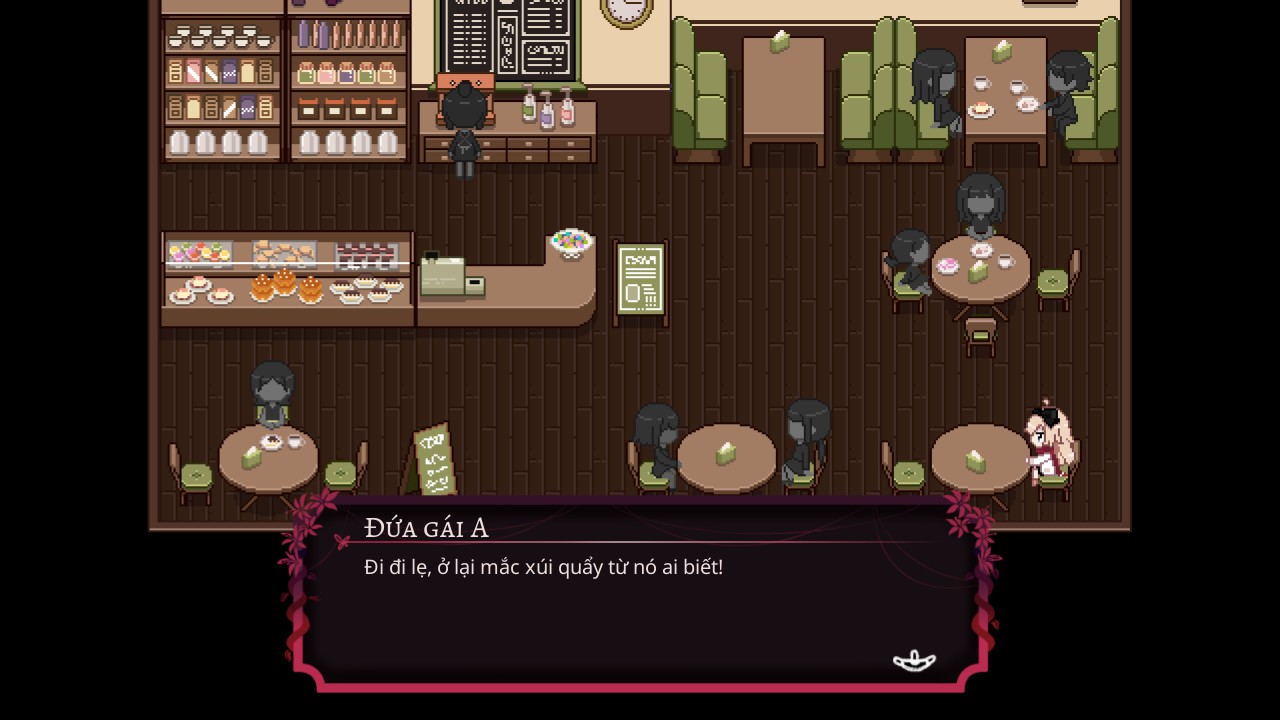 Đứa gái A
Đi đi lẹ, ở lại mắc xúi quẩy từ nó ai biết!